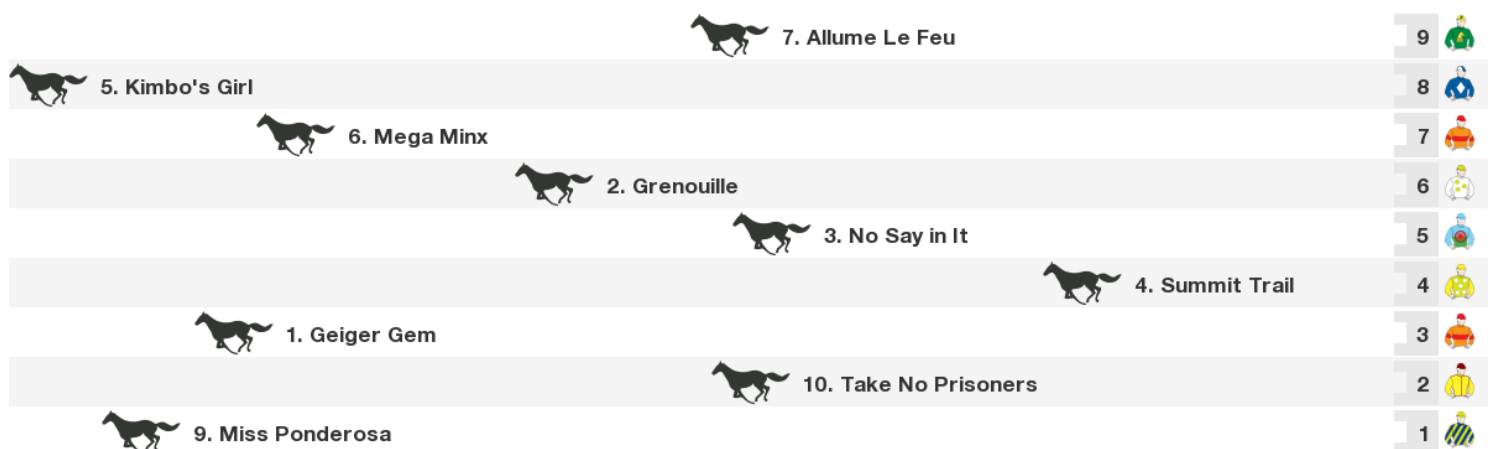 7. Allume Le Feu 9
5. Kimbo's Girl 8
6. Mega Minx 7
2. Grenouille 6
3. No Say in It 5
4. Summit Trail 4
1. Geiger Gem 3
10. Take No Prisoners 2
9. Miss Ponderosa 1